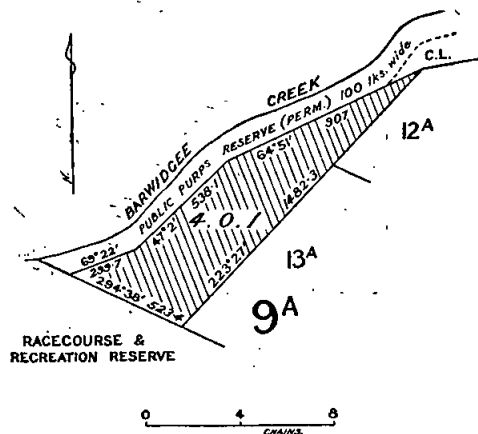 C.L.
BARWIDGEE CREEK
PUBLIC PURPS RESERVE (PERM.) 100 lks. wide
12A
907
64°51'
538·1
47°2'
4.0.1
1482·3
223°27'
69°22'
239·7
294°38' 523·4
13A
9A
RACECOURSE &
RECREATION RESERVE
0 4 8
CHAINS.